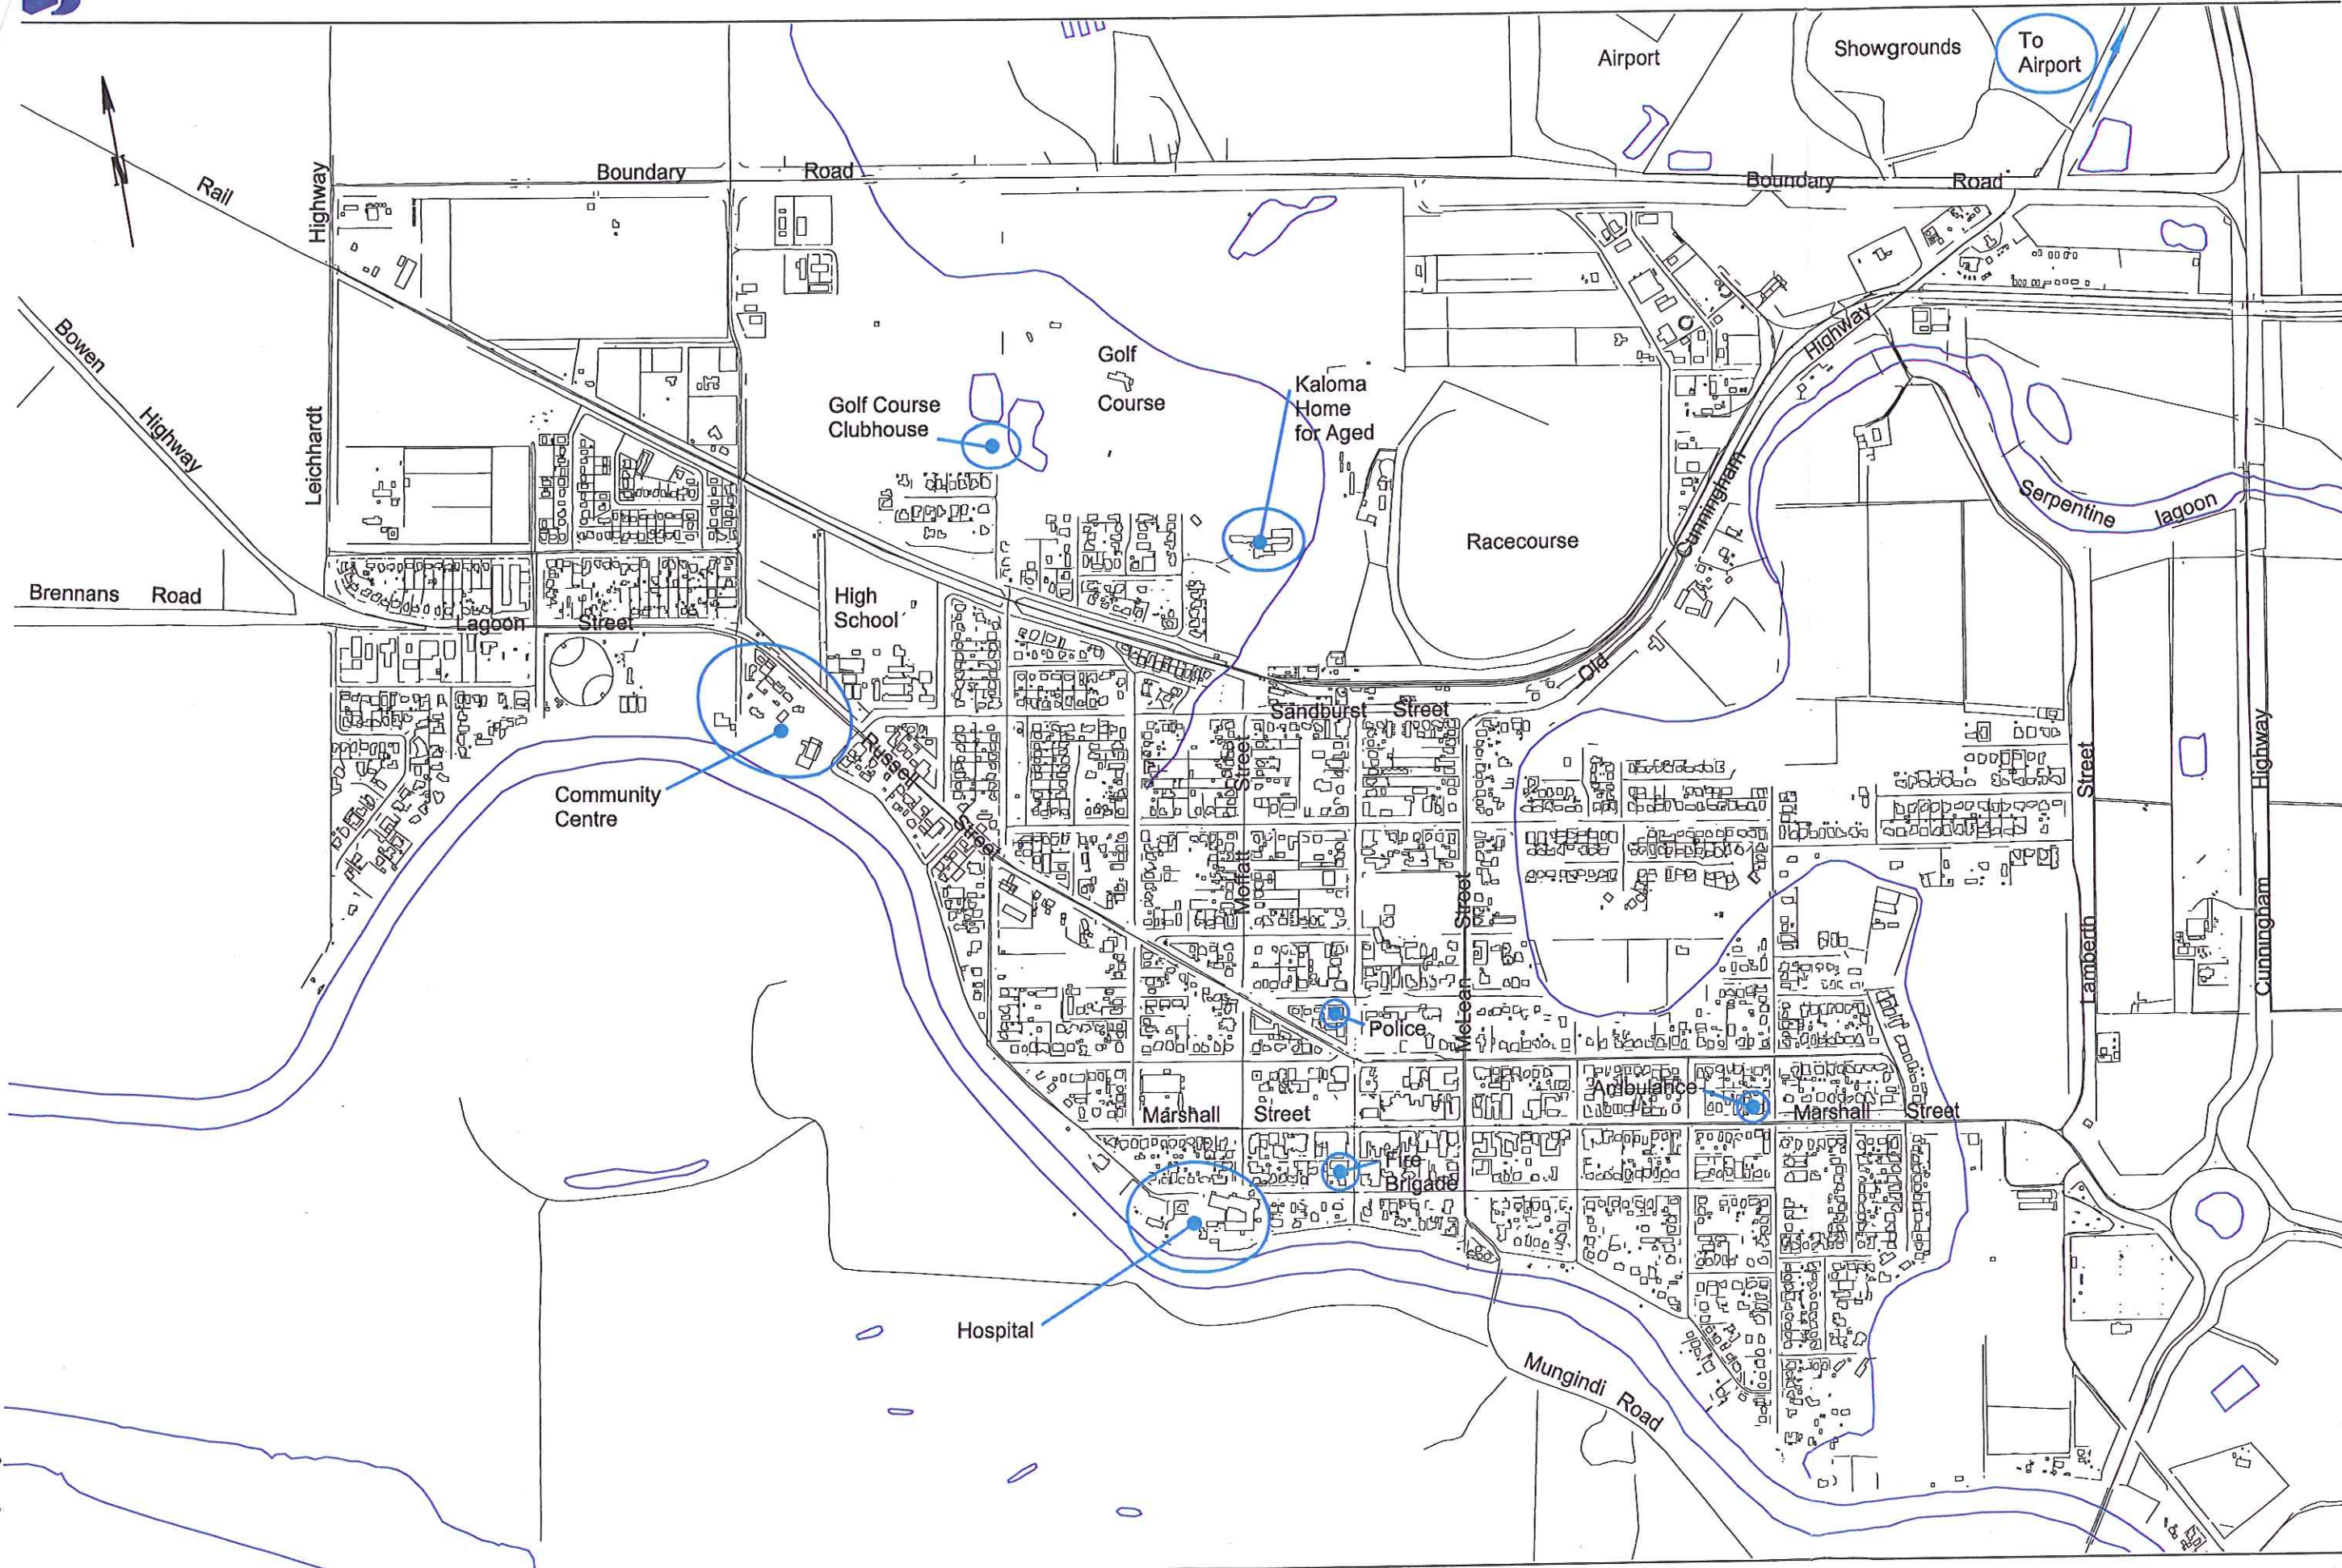 Airport
Showgrounds
To
Airport
N
Rail
Highway
Boundary
Road
Boundary
Road
Bowen
Highway
Leichhardt
Golf
Course
Golf Course
Clubhouse
Kaloma
Home
for Aged
Highway
Cunningham
Old
Serpentine
lagoon
Racecourse
Brennans Road
High
School
Lagoon Street
Sandburst Street
Russell
Street
Community
Centre
Moffatt
Street
McLean
Street
Lamberth
Street
Cunningham
Highway
Police
Ambulance
Marshall Street
Marshall Street
Fire
Brigade
Hospital
Mungindi Road